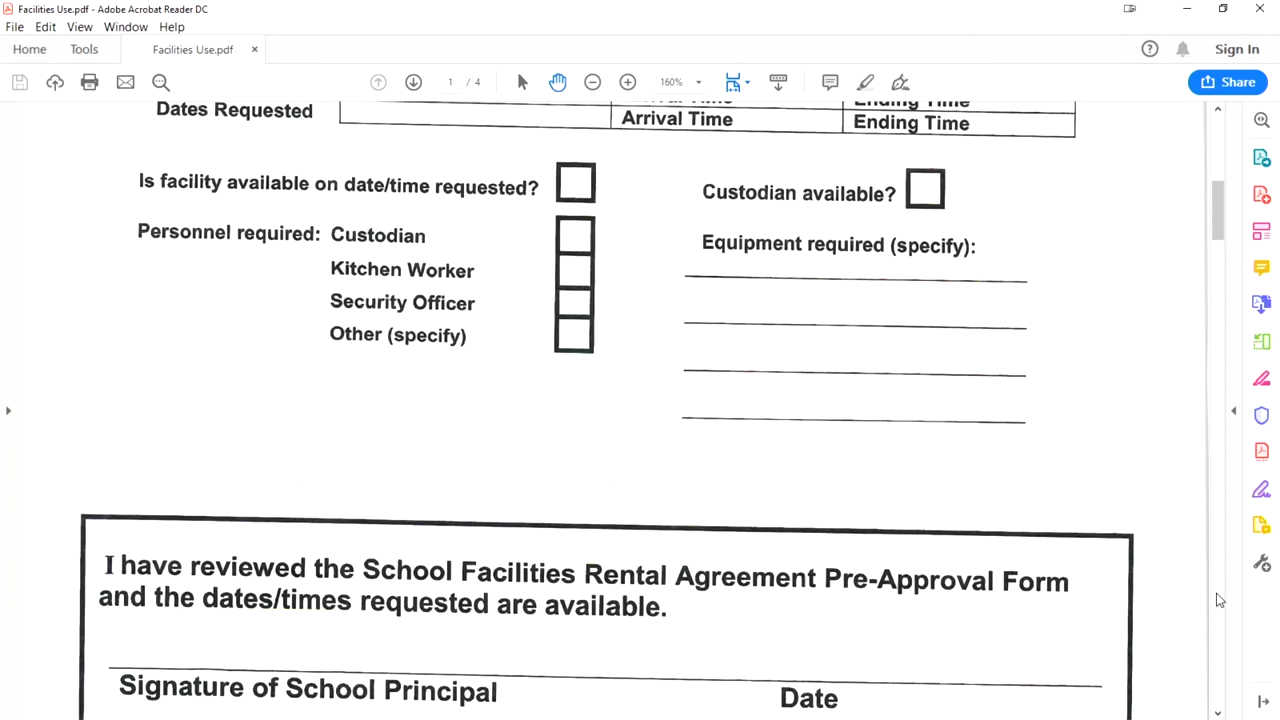 Facilities Use.pdf - Adobe Acrobat Reader DC
File Edit View Window Help
Home Tools Facilities Use.pdf × Sign In
1 / 4 160% Share
Arrival Time Ending Time
Dates Requested Arrival Time Ending Time
Is facility available on date/time requested? Custodian available?
Personnel required: Custodian Equipment required (specify):
Kitchen Worker
Security Officer
Other (specify)
I have reviewed the School Facilities Rental Agreement Pre-Approval Form
and the dates/times requested are available.
Signature of School Principal Date